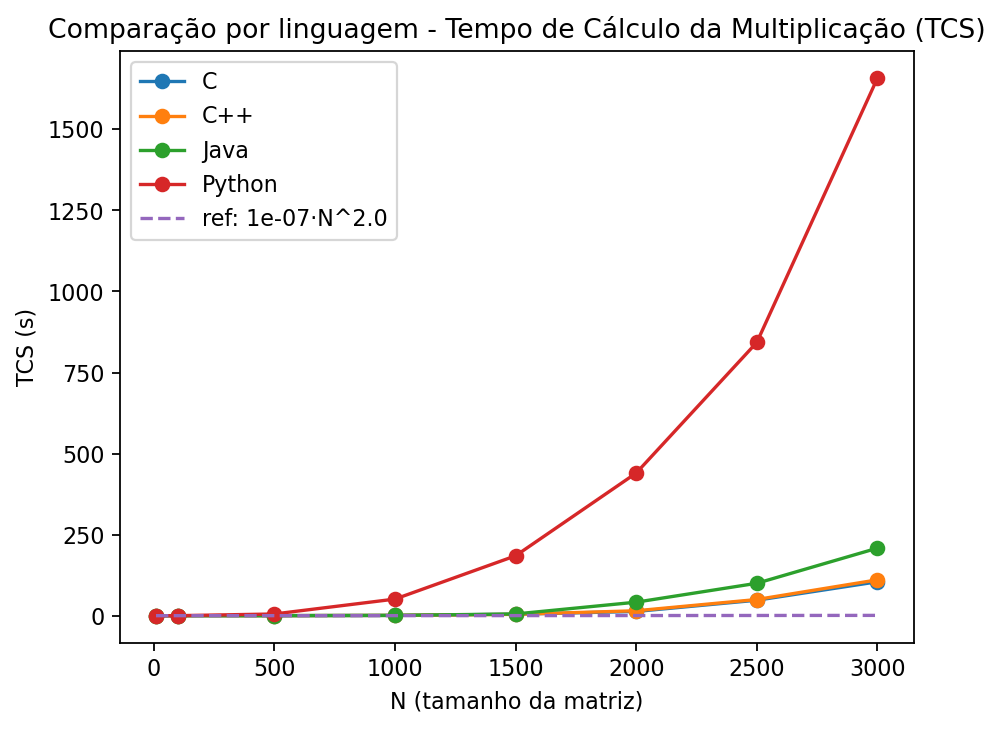 Comparação por linguagem - Tempo de Cálculo da Multiplicação (TCS)
C
C++
Java
Python
ref: 1e-07·N^2.0
TCS (s)
1500
1250
1000
750
500
250
0
0 500 1000 1500 2000 2500 3000
N (tamanho da matriz)